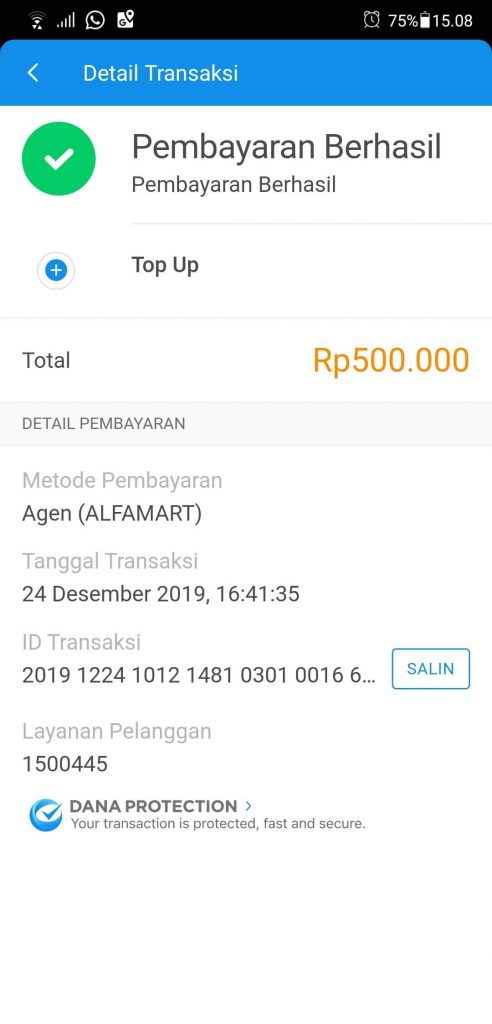 75% 15.08
Detail Transaksi
Pembayaran Berhasil
Pembayaran Berhasil
Top Up
Total
Rp500.000
DETAIL PEMBAYARAN
Metode Pembayaran
Agen (ALFAMART)
Tanggal Transaksi
24 Desember 2019, 16:41:35
ID Transaksi
2019 1224 1012 1481 0301 0016 6...
SALIN
Layanan Pelanggan
1500445
DANA PROTECTION >
Your transaction is protected, fast and secure.